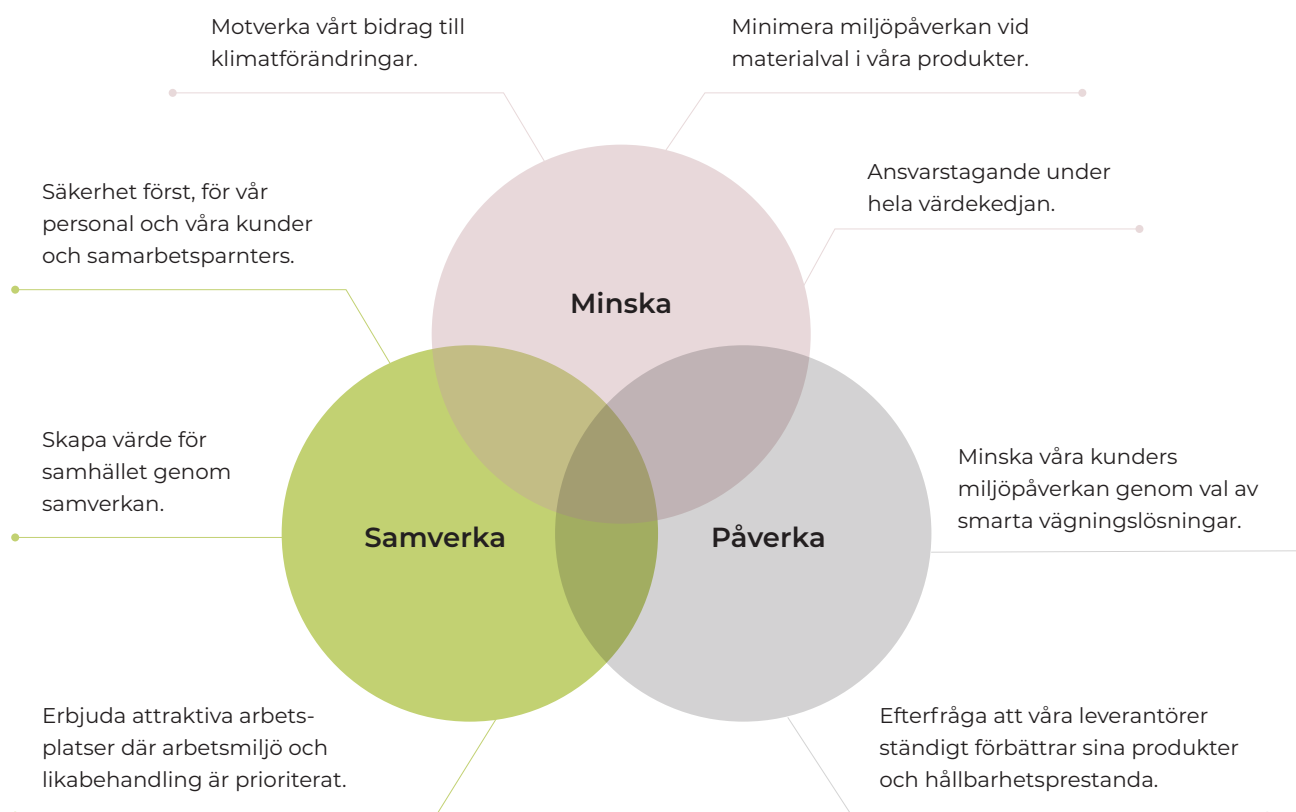 Motverka vårt bidrag till
klimatförändringar.
Minimera miljöpåverkan vid
materialval i våra produkter.
Säkerhet först, för vår
personal och våra kunder
och samarbetsparnters.
Ansvarstagande under
hela värdekedjan.
Minska
Skapa värde för
samhället genom
samverkan.
Samverka
Påverka
Minska våra kunders
miljöpåverkan genom val av
smarta vägningslösningar.
Erbjuda attraktiva arbets-
platser där arbetsmiljö och
likabehandling är prioriterat.
Efterfråga att våra leverantörer
ständigt förbättrar sina produkter
och hållbarhetsprestanda.